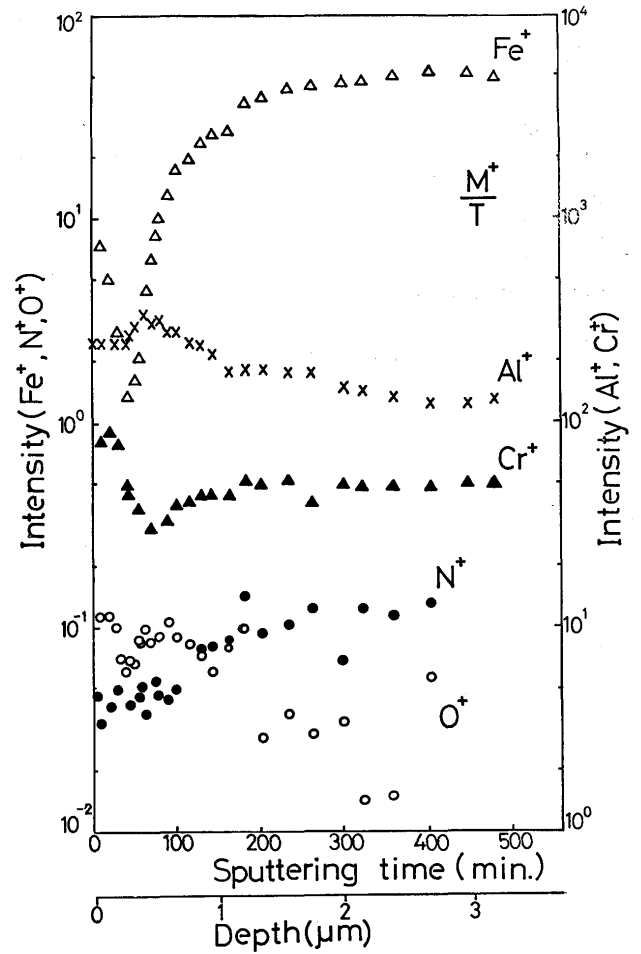 10²
10¹
10⁰
10⁻¹
10⁻²
Intensity (Fe⁺, N⁺, O⁺)
10⁴
10³
10²
10¹
10⁰
Intensity (Al⁺, Cr⁺)
Fe⁺
M⁺
T
Al⁺
Cr⁺
N⁺
O⁺
0 100 200 300 400 500
Sputtering time (min.)
0 1 2 3
Depth (µm)